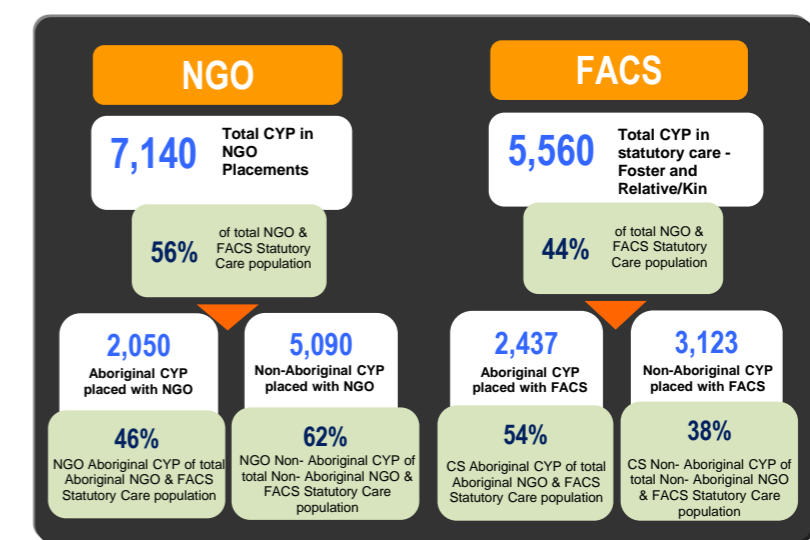 NGO
7,140
Total CYP in
NGO
Placements
56%
of total NGO &
FACS Statutory
Care population
2,050
Aboriginal CYP
placed with NGO
46%
NGO Aboriginal CYP of total
Aboriginal NGO & FACS
Statutory Care population
5,090
Non-Aboriginal CYP
placed with NGO
62%
NGO Non- Aboriginal CYP of
total Non- Aboriginal NGO &
FACS Statutory Care
population
FACS
5,560
Total CYP in
statutory care -
Foster and
Relative/Kin
44%
of total NGO &
FACS Statutory
Care population
2,437
Aboriginal CYP
placed with FACS
54%
CS Aboriginal CYP of total
Aboriginal NGO & FACS
Statutory Care population
3,123
Non-Aboriginal CYP
placed with FACS
38%
CS Non- Aboriginal CYP of
total Non- Aboriginal NGO
& FACS Statutory Care
population